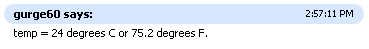 gurge60 says: 2:57:11 PM
temp = 24 degrees C or 75.2 degrees F.